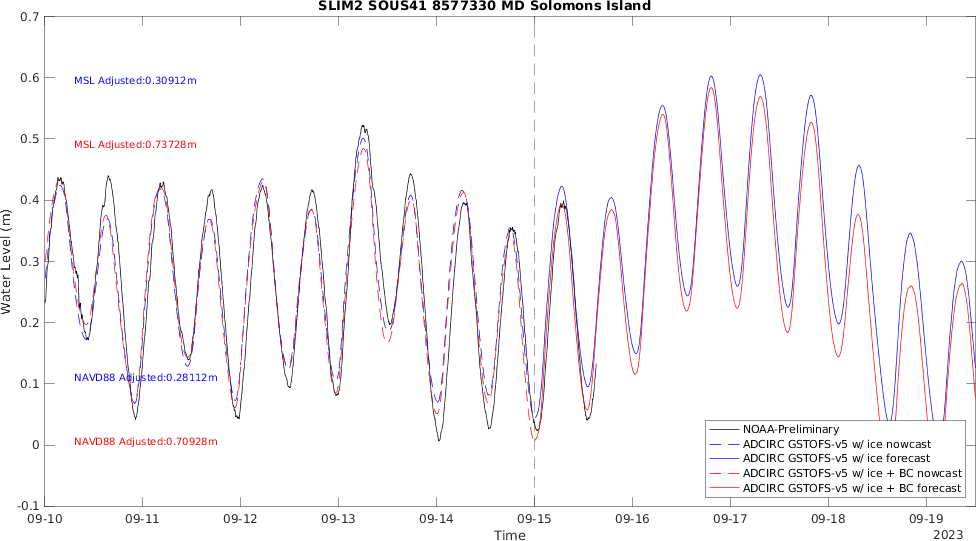 SLIM2 SOUS41 8577330 MD Solomons Island
Water Level (m)
0.7
0.6
0.5
0.4
0.3
0.2
0.1
0
-0.1
MSL Adjusted:0.30912m
MSL Adjusted:0.73728m
NAVD88 Adjusted:0.28112m
NAVD88 Adjusted:0.70928m
NOAA-Preliminary
ADCIRC GSTOFS-v5 w/ ice nowcast
ADCIRC GSTOFS-v5 w/ ice forecast
ADCIRC GSTOFS-v5 w/ ice + BC nowcast
ADCIRC GSTOFS-v5 w/ ice + BC forecast
09-10 09-11 09-12 09-13 09-14 09-15 09-16 09-17 09-18 09-19
Time
2023